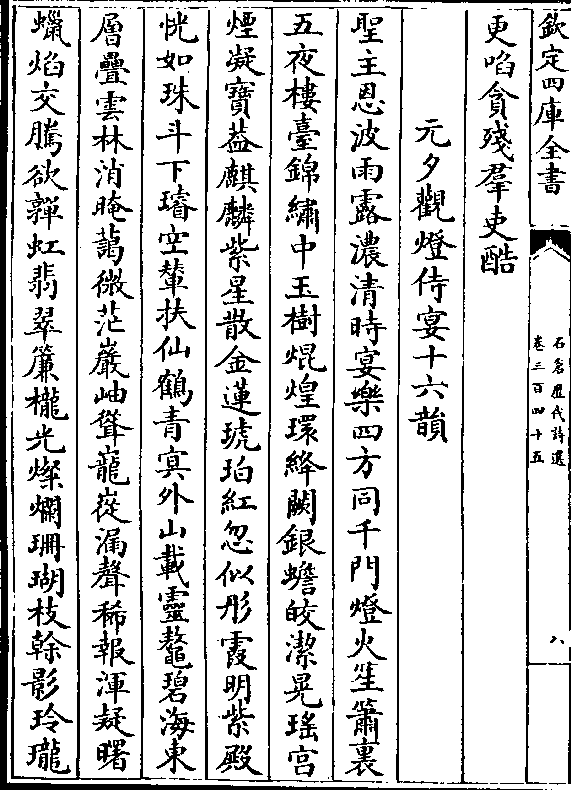 欽定四庫全書
石倉歷代詩選
卷三百四十五
八
更啗貪殘羣吏酷
元夕觀燈侍宴十六韻
聖主恩波雨露濃清時宴樂四方同千門燈火笙簫裏
五夜樓臺錦繡中玉樹焜煌環絳闕銀蟾皎潔晃瑤宮
煙凝寶葢麒麟紫星散金蓮琥珀紅忽似彤霞明紫殿
恍如珠斗下璿空輦扶仙鶴青冥外山載靈鼇碧海東
層疊雲林消晻藹微茫巖岫聳巃嵸漏聲稀報渾疑曙
蠟焰交騰欲嚲虹翡翠簾櫳光燦爛珊瑚枝榦影玲瓏